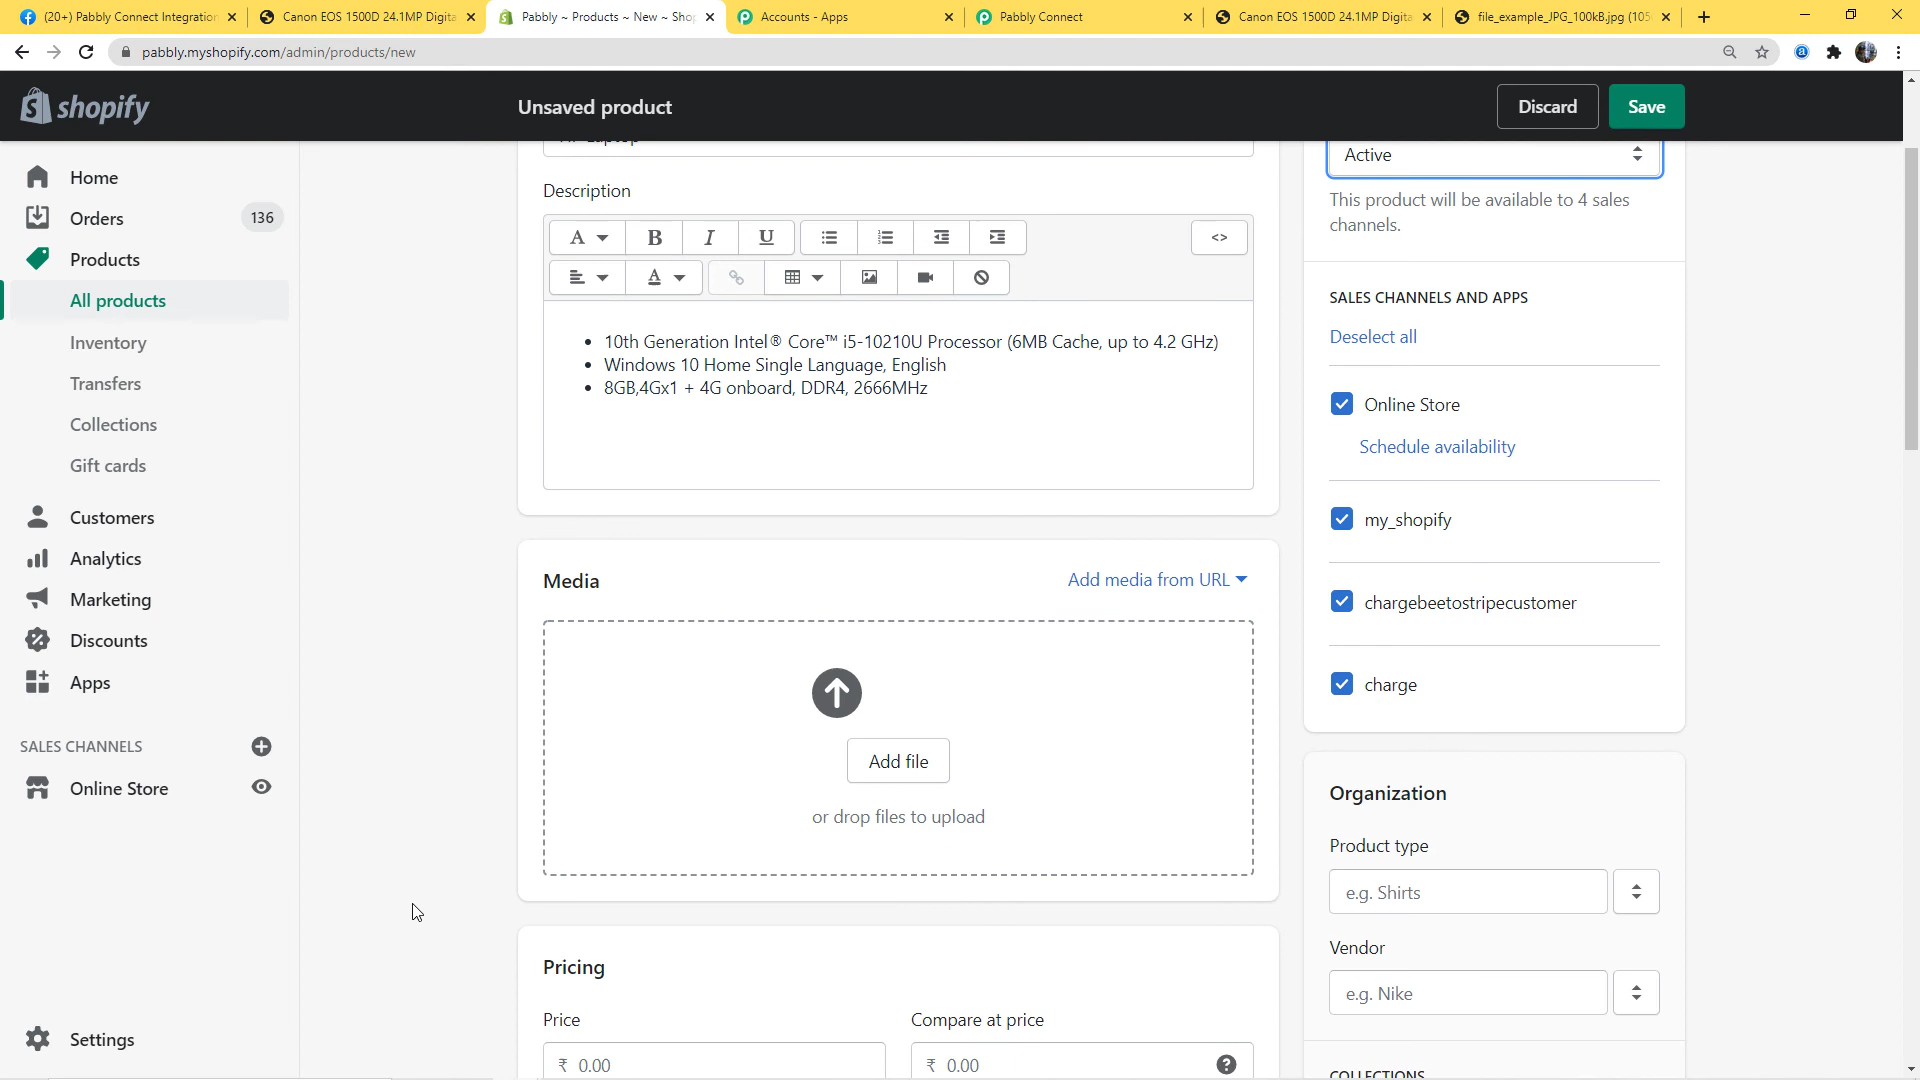 (20+) Pabbly Connect Integration
Canon EOS 1500D 24.1MP Digita
Pabbly ~ Products ~ New ~ Sho
Accounts - Apps
Pabbly Connect
Canon EOS 1500D 24.1MP Digita
file_example_JPG_100kB.jpg (105
pabbly.myshopify.com/admin/products/new
shopify
Unsaved product
Discard
Save
Home
Orders
136
Products
All products
Inventory
Transfers
Collections
Gift cards
Customers
Analytics
Marketing
Discounts
Apps
SALES CHANNELS
Online Store
Settings
Laptop
Description
A
B
I
U
<>
A
10th Generation Intel® Core™ i5-10210U Processor (6MB Cache, up to 4.2 GHz)
Windows 10 Home Single Language, English
8GB,4Gx1 + 4G onboard, DDR4, 2666MHz
Media
Add media from URL
Add file
or drop files to upload
Pricing
Price
Compare at price
₹ 0.00
₹ 0.00
Active
This product will be available to 4 sales
channels.
SALES CHANNELS AND APPS
Deselect all
Online Store
Schedule availability
my_shopify
chargebeetostripecustomer
charge
Organization
Product type
e.g. Shirts
Vendor
e.g. Nike
COLLECTIONS